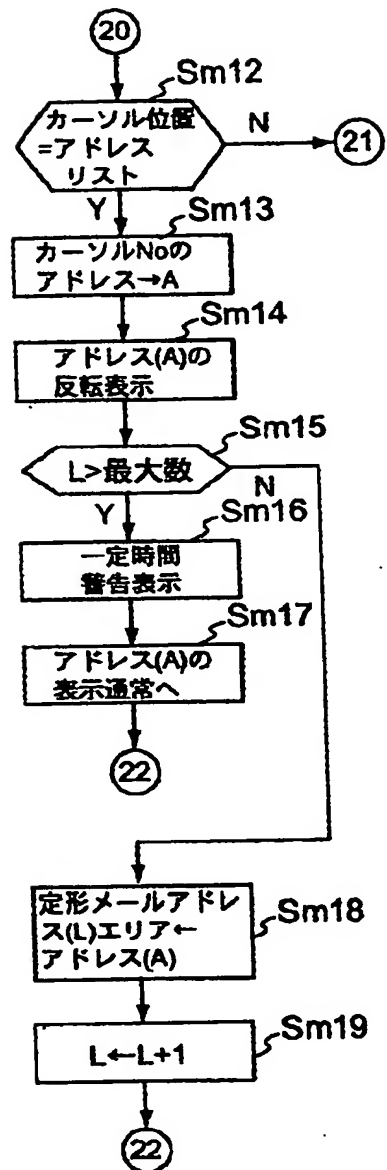 20
Sm12
カーソル位置
=アドレス
リスト
N
21
Y
Sm13
カーソルNoの
アドレス→A
Sm14
アドレス(A)の
反転表示
Sm15
L>最大数
N
Y
Sm16
一定時間
警告表示
Sm17
アドレス(A)の
表示通常へ
22
定形メールアドレ
ス(L)エリア←
アドレス(A)
Sm18
L←L+1
Sm19
22